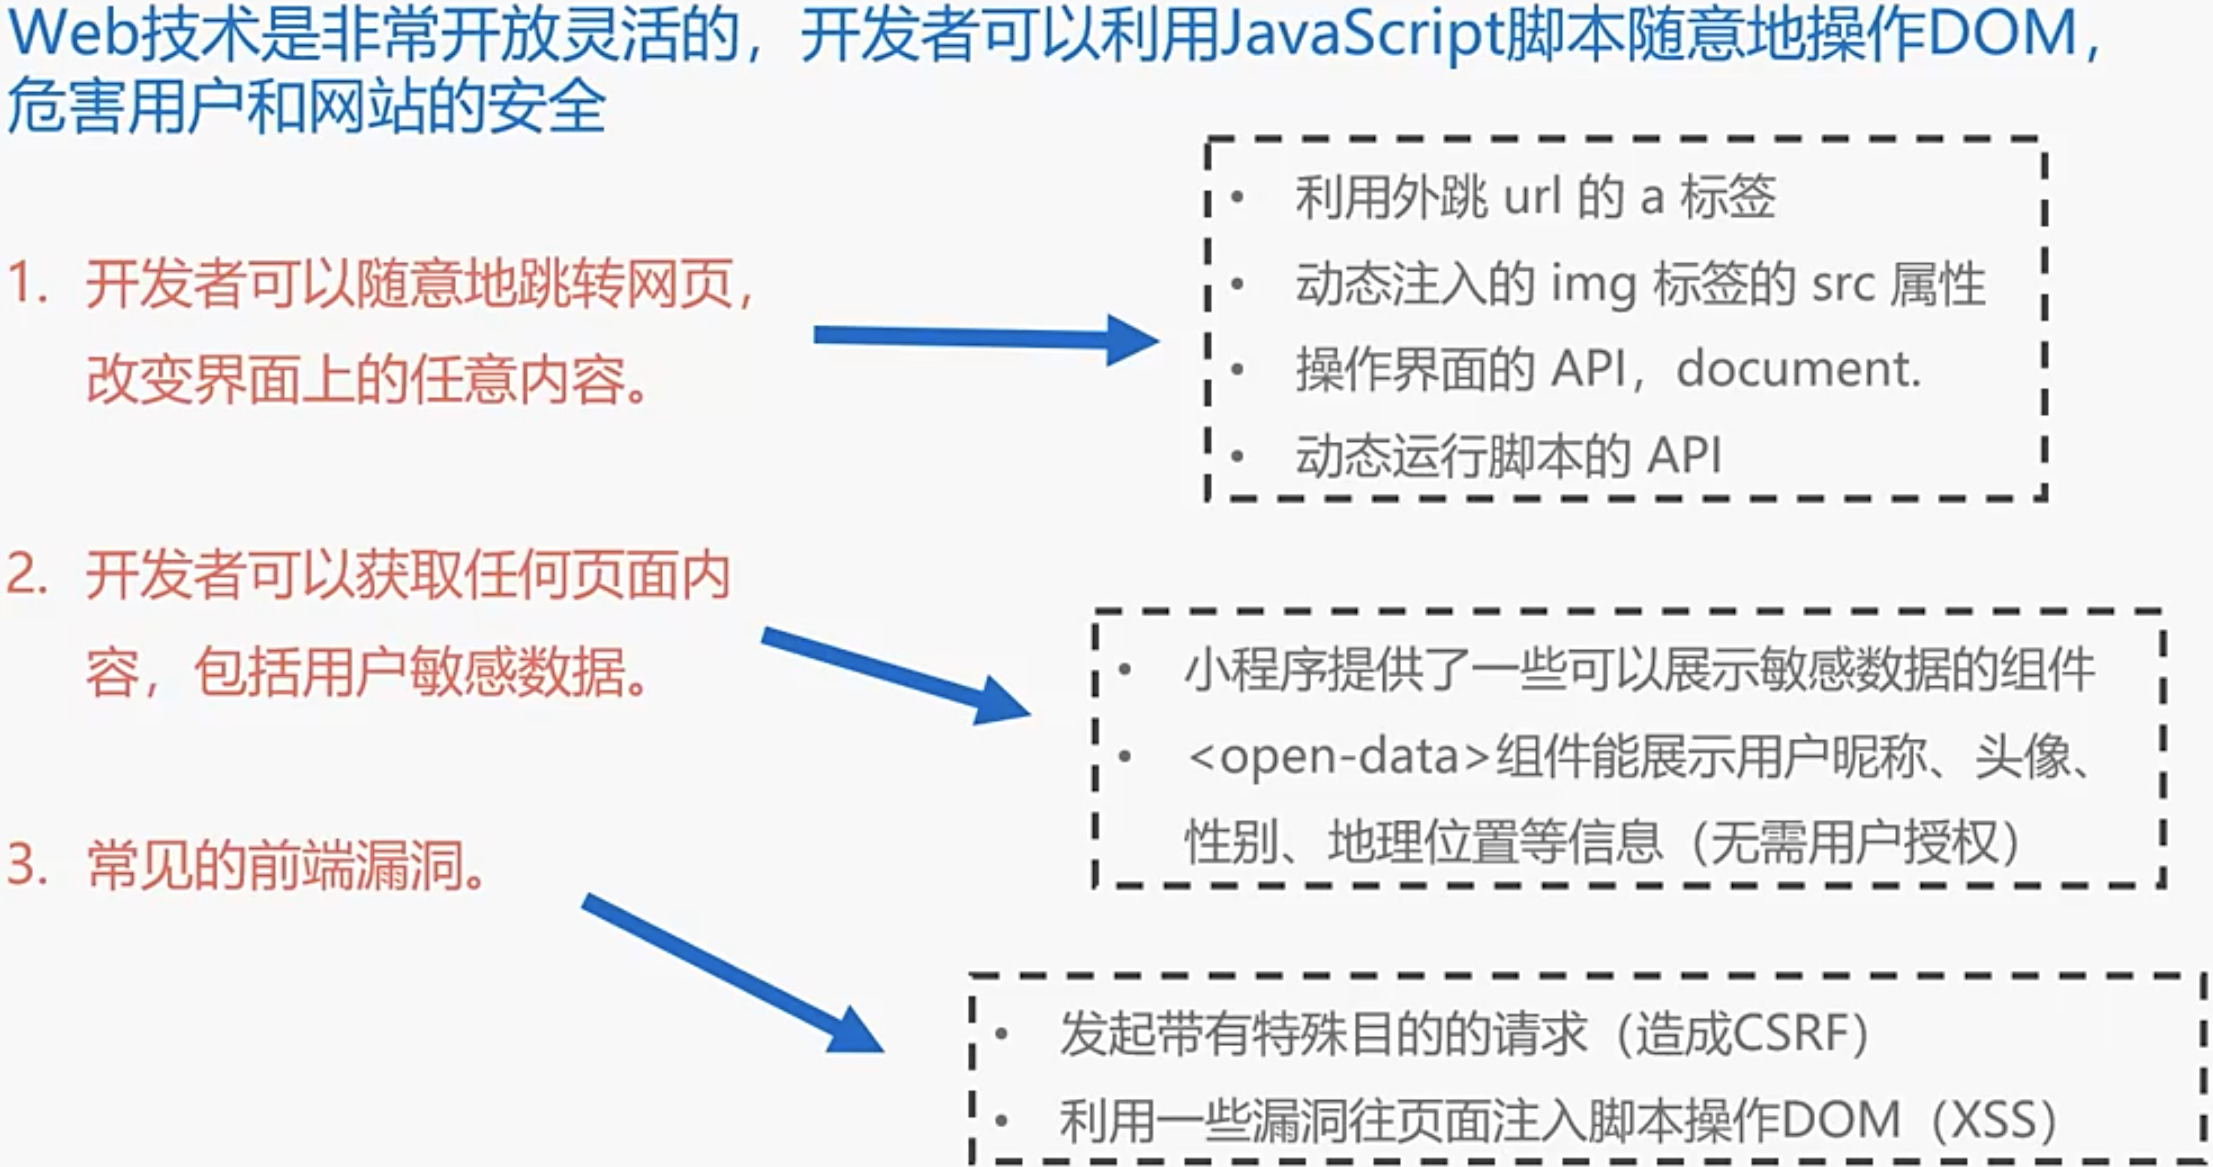 Web技术是非常开放灵活的，开发者可以利用JavaScript脚本随意地操作DOM，
危害用户和网站的安全
1. 开发者可以随意地跳转网页，
改变界面上的任意内容。
• 利用外跳 url 的 a 标签
• 动态注入的 img 标签的 src 属性
• 操作界面的 API，document.
• 动态运行脚本的 API
2. 开发者可以获取任何页面内
容，包括用户敏感数据。
• 小程序提供了一些可以展示敏感数据的组件
• <open-data>组件能展示用户昵称、头像、
性别、地理位置等信息（无需用户授权）
3. 常见的前端漏洞。
• 发起带有特殊目的的请求（造成CSRF）
• 利用一些漏洞往页面注入脚本操作DOM（XSS）